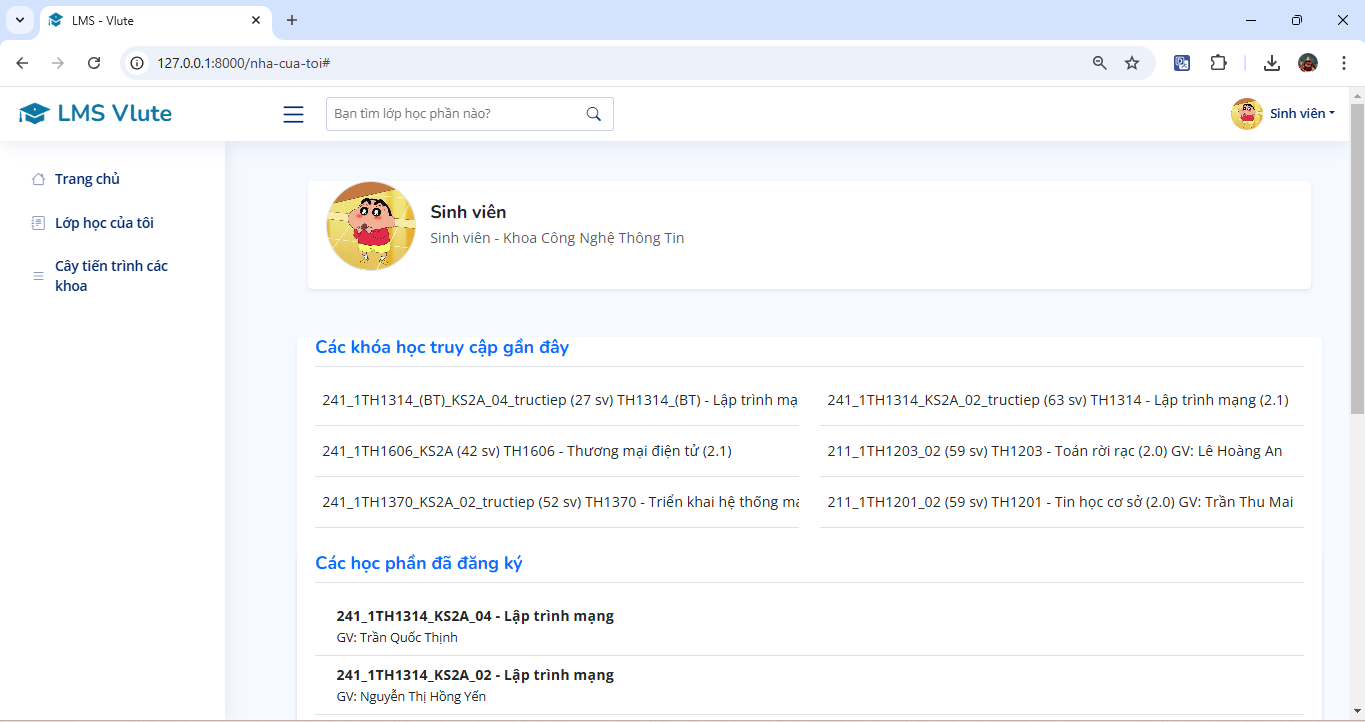 LMS - Vlute
127.0.0.1:8000/nha-cua-toi#
LMS Vlute
Bạn tìm lớp học phần nào?
Sinh viên
Trang chủ
Lớp học của tôi
Cây tiến trình các
khoa
Sinh viên
Sinh viên - Khoa Công Nghệ Thông Tin
Các khóa học truy cập gần đây
241_1TH1314_(BT)_KS2A_04_tructiep (27 sv) TH1314_(BT) - Lập trình mạ
241_1TH1314_KS2A_02_tructiep (63 sv) TH1314 - Lập trình mạng (2.1)
241_1TH1606_KS2A (42 sv) TH1606 - Thương mại điện tử (2.1)
211_1TH1203_02 (59 sv) TH1203 - Toán rời rạc (2.0) GV: Lê Hoàng An
241_1TH1370_KS2A_02_tructiep (52 sv) TH1370 - Triển khai hệ thống mạ
211_1TH1201_02 (59 sv) TH1201 - Tin học cơ sở (2.0) GV: Trần Thu Mai
Các học phần đã đăng ký
241_1TH1314_KS2A_04 - Lập trình mạng
GV: Trần Quốc Thịnh
241_1TH1314_KS2A_02 - Lập trình mạng
GV: Nguyễn Thị Hồng Yến